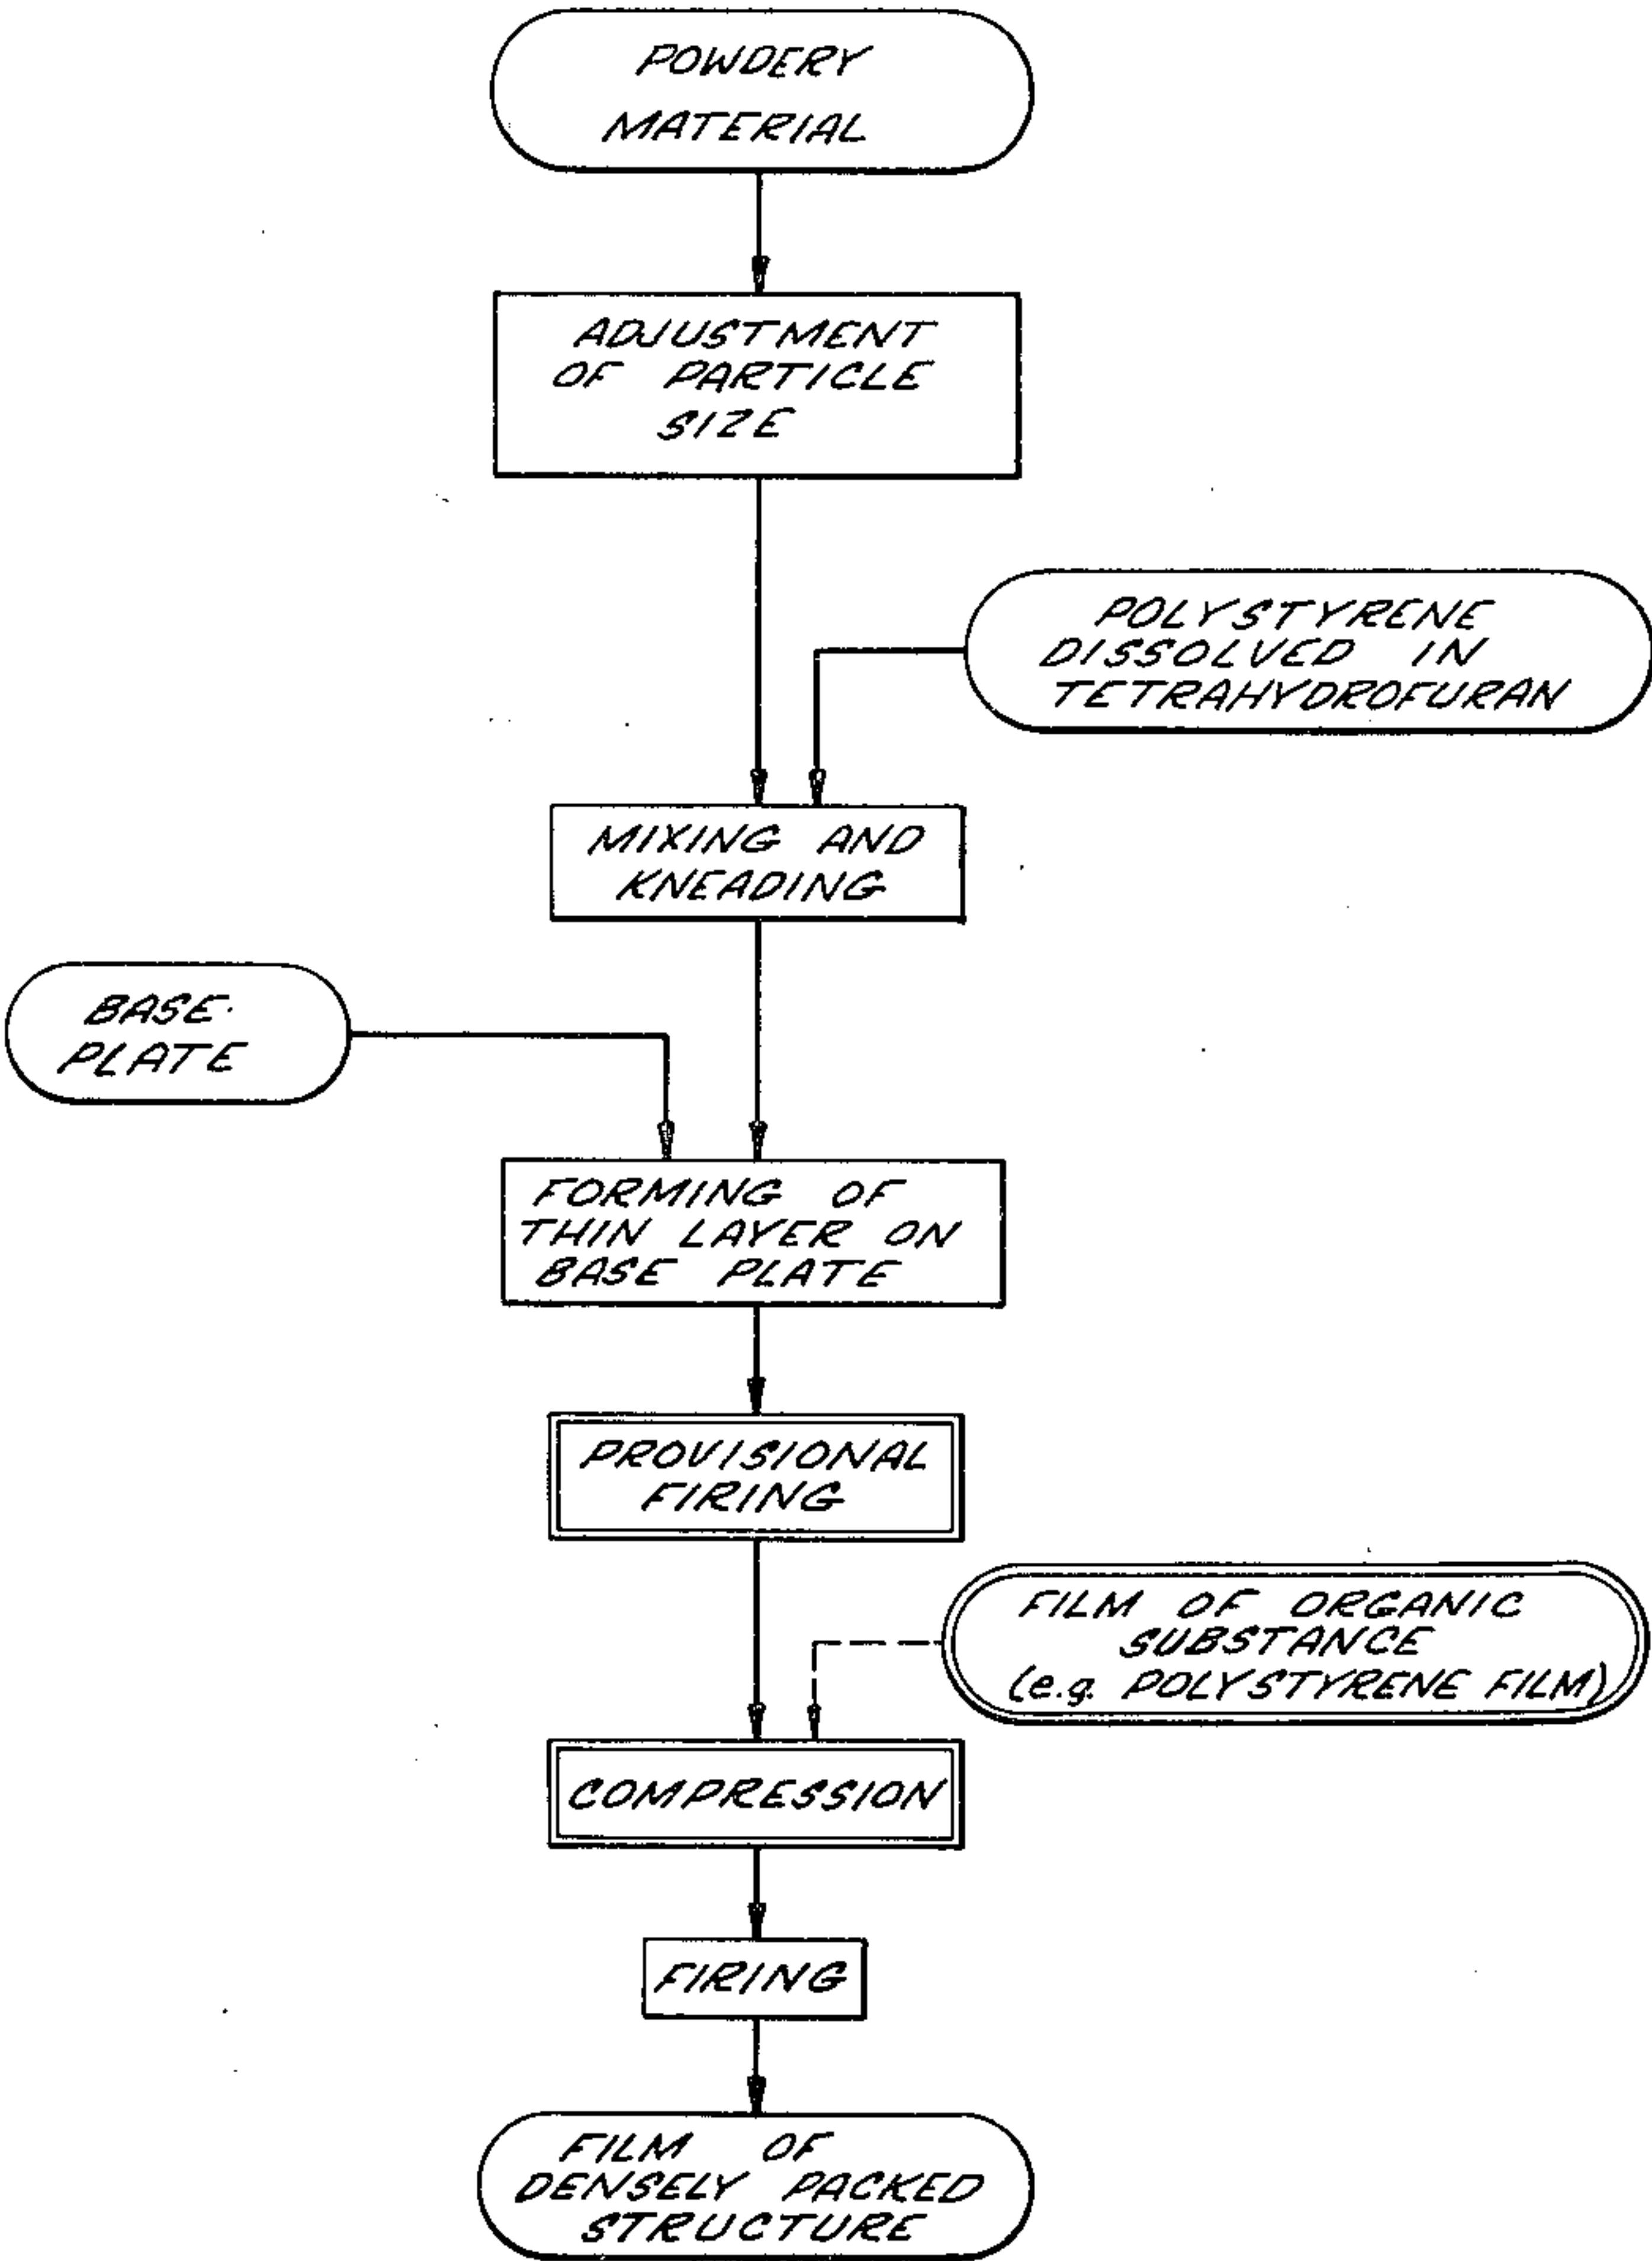 POWDERY
MATERIAL
ADJUSTMENT
OF PARTICLE
SIZE
POLYSTYRENE
DISSOLVED IN
TETRAHYDROFURAN
MIXING AND
KNEADING
BASE-
PLATE
FORMING OF
THIN LAYER ON
BASE PLATE
PROVISIONAL
FIRING
FILM OF ORGANIC
SUBSTANCE
(e.g. POLYSTYRENE FILM)
COMPRESSION
FIRING
FILM OF
DENSELY PACKED
STRUCTURE